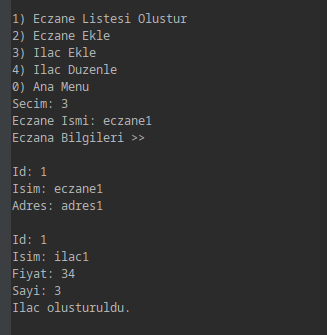 1) Eczane Listesi Olustur
2) Eczane Ekle
3) Ilac Ekle
4) Ilac Duzenle
0) Ana Menu
Secim: 3
Eczane Ismi: eczane1
Eczana Bilgileri >>
Id: 1
Isim: eczane1
Adres: adres1
Id: 1
Isim: ilac1
Fiyat: 34
Sayi: 3
Ilac olusturuldu.